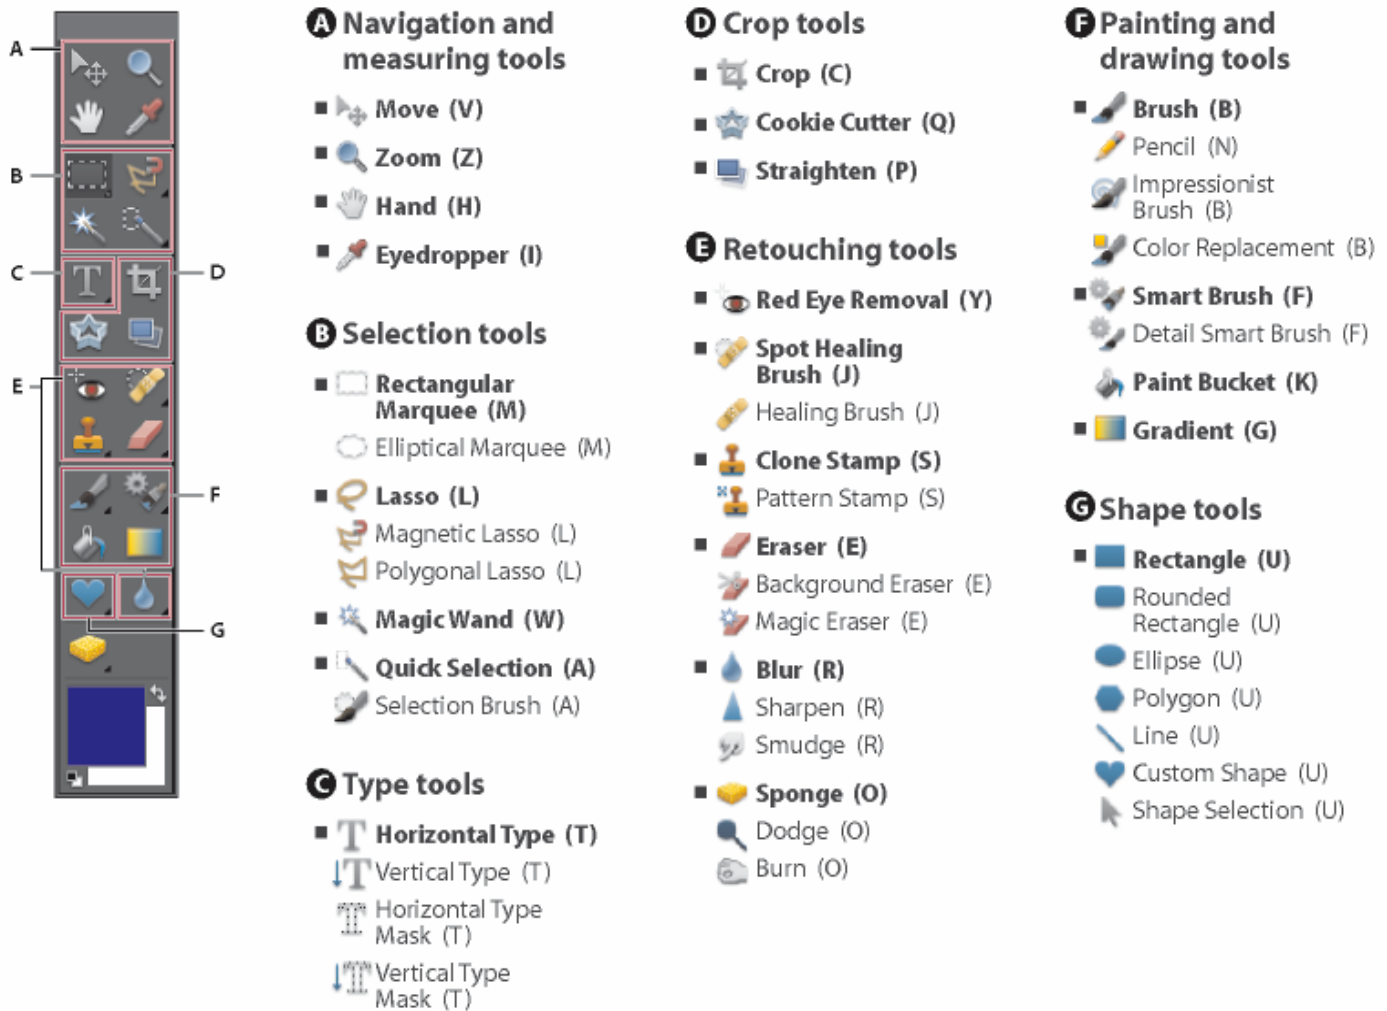 A
B
C
D
E
F
G
A Navigation and
measuring tools
Move (V)
Zoom (Z)
Hand (H)
Eyedropper (I)
B Selection tools
Rectangular
Marquee (M)
Elliptical Marquee (M)
Lasso (L)
Magnetic Lasso (L)
Polygonal Lasso (L)
Magic Wand (W)
Quick Selection (A)
Selection Brush (A)
C Type tools
Horizontal Type (T)
Vertical Type (T)
Horizontal Type
Mask (T)
Vertical Type
Mask (T)
D Crop tools
Crop (C)
Cookie Cutter (Q)
Straighten (P)
E Retouching tools
Red Eye Removal (Y)
Spot Healing
Brush (J)
Healing Brush (J)
Clone Stamp (S)
Pattern Stamp (S)
Eraser (E)
Background Eraser (E)
Magic Eraser (E)
Blur (R)
Sharpen (R)
Smudge (R)
Sponge (O)
Dodge (O)
Burn (O)
F Painting and
drawing tools
Brush (B)
Pencil (N)
Impressionist
Brush (B)
Color Replacement (B)
Smart Brush (F)
Detail Smart Brush (F)
Paint Bucket (K)
Gradient (G)
G Shape tools
Rectangle (U)
Rounded
Rectangle (U)
Ellipse (U)
Polygon (U)
Line (U)
Custom Shape (U)
Shape Selection (U)